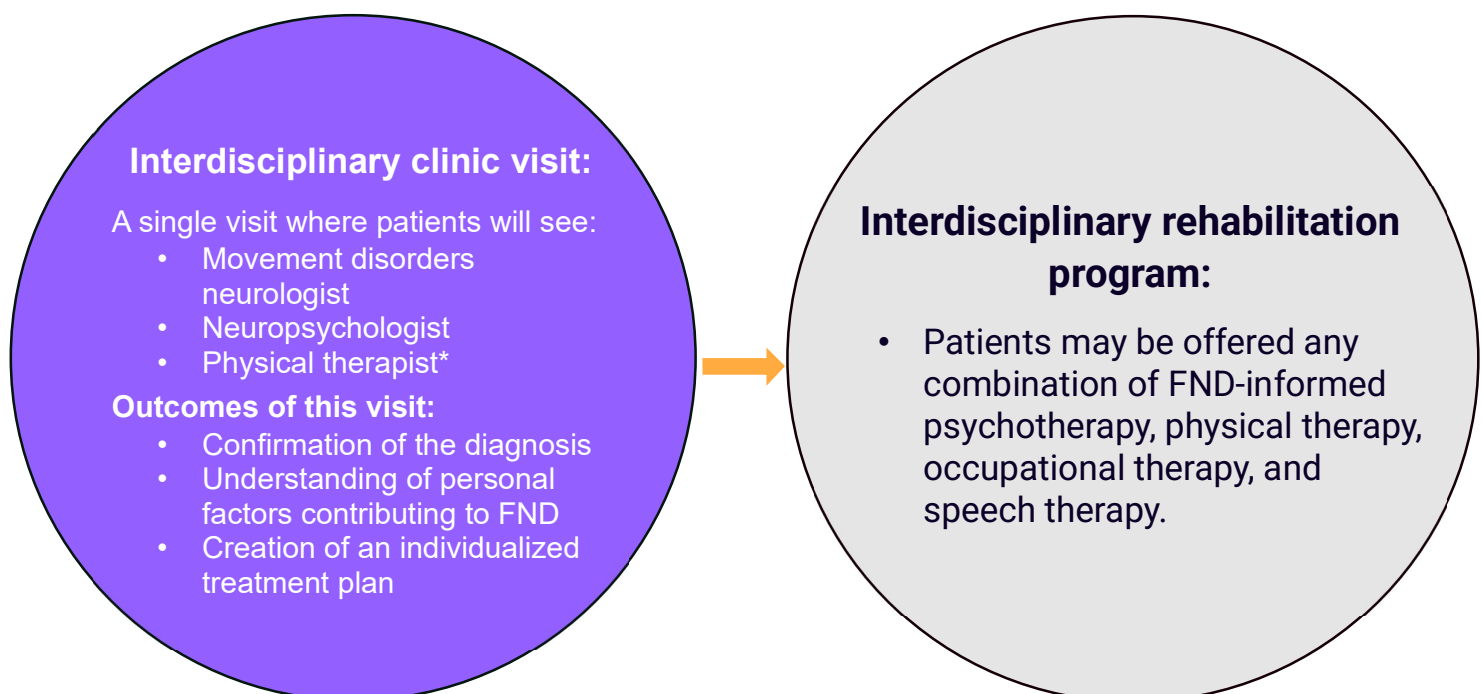 Interdisciplinary clinic visit:
A single visit where patients will see:
• Movement disorders
neurologist
• Neuropsychologist
• Physical therapist*
Outcomes of this visit:
• Confirmation of the diagnosis
• Understanding of personal
factors contributing to FND
• Creation of an individualized
treatment plan
Interdisciplinary rehabilitation
program:
• Patients may be offered any
combination of FND-informed
psychotherapy, physical therapy,
occupational therapy, and
speech therapy.